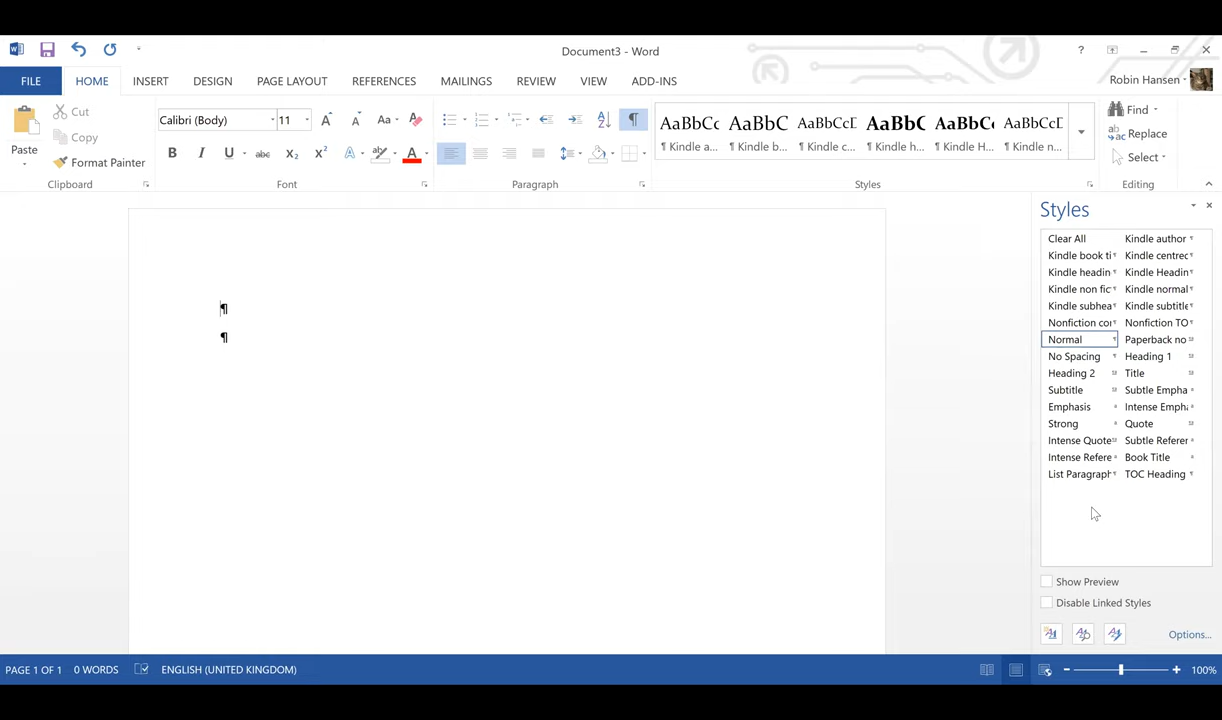 Document3 - Word
?
FILE HOME INSERT DESIGN PAGE LAYOUT REFERENCES MAILINGS REVIEW VIEW ADD-INS
Robin Hansen
Cut
Copy
Paste
Format Painter
Clipboard
Calibri (Body) 11
Font
Paragraph
AaBbCc AaBbC AaBbCcD AaBbC AaBbC AaBbCcD
¶ Kindle a... ¶ Kindle b... ¶ Kindle c... ¶ Kindle h... ¶ Kindle H... ¶ Kindle n...
Styles
Find
Replace
Select
Editing
¶
¶
Styles
Clear All Kindle author
Kindle book ti Kindle centrec
Kindle headin Kindle Headin
Kindle non fic Kindle normal
Kindle subhea Kindle subtitle
Nonfiction cor Nonfiction TO
Normal Paperback no
No Spacing Heading 1
Heading 2 Title
Subtitle Subtle Empha
Emphasis Intense Empha
Strong Quote
Intense Quote Subtle Referer
Intense Refere Book Title
List Paragraph TOC Heading
Show Preview
Disable Linked Styles
Options...
PAGE 1 OF 1 0 WORDS ENGLISH (UNITED KINGDOM) 100%